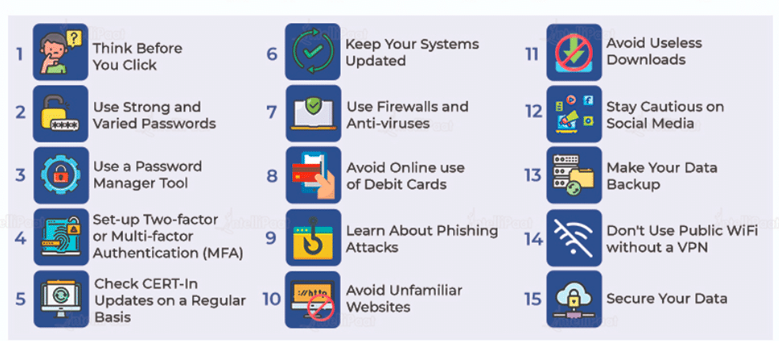 1 Think Before
You Click
2 Use Strong and
Varied Passwords
3 Use a Password
Manager Tool
4 Set-up Two-factor
or Multi-factor
Authentication (MFA)
5 Check CERT-In
Updates on a Regular
Basis
6 Keep Your Systems
Updated
7 Use Firewalls and
Anti-viruses
8 Avoid Online use
of Debit Cards
9 Learn About Phishing
Attacks
10 Avoid Unfamiliar
Websites
://http
11 Avoid Useless
Downloads
12 Stay Cautious on
Social Media
13 Make Your Data
Backup
14 Don't Use Public WiFi
without a VPN
15 Secure Your Data